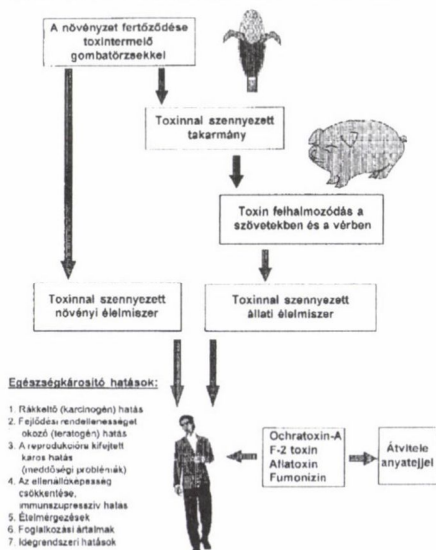 A növényzet fertőződése
toxintermelő
gombatörzsekkel
Toxinnal szennyezett
takarmány
Toxin felhalmozódás a
szövetekben és a vérben
Toxinnal szennyezett
növényi élelmiszer
Toxinnal szennyezett
állati élelmiszer
Egészségkárosító hatások:
1. Rákkeltő (karcinogén) hatás
2. Fejlődési rendellenességet
okozó (teratogén) hatás
3. A reprodukcióra kifejtett
káros hatás
(meddőségi problémák)
4. Az ellenállóképesség
csökkentése,
immunszupresszív hatás
5. Ételmérgezések
6. Foglalkozási ártalmak
7. Idegrendszeri hatások
Ochratoxin-A
F-2 toxin
Aflatoxin
Fumonizin
Átvitele
anyatejjel